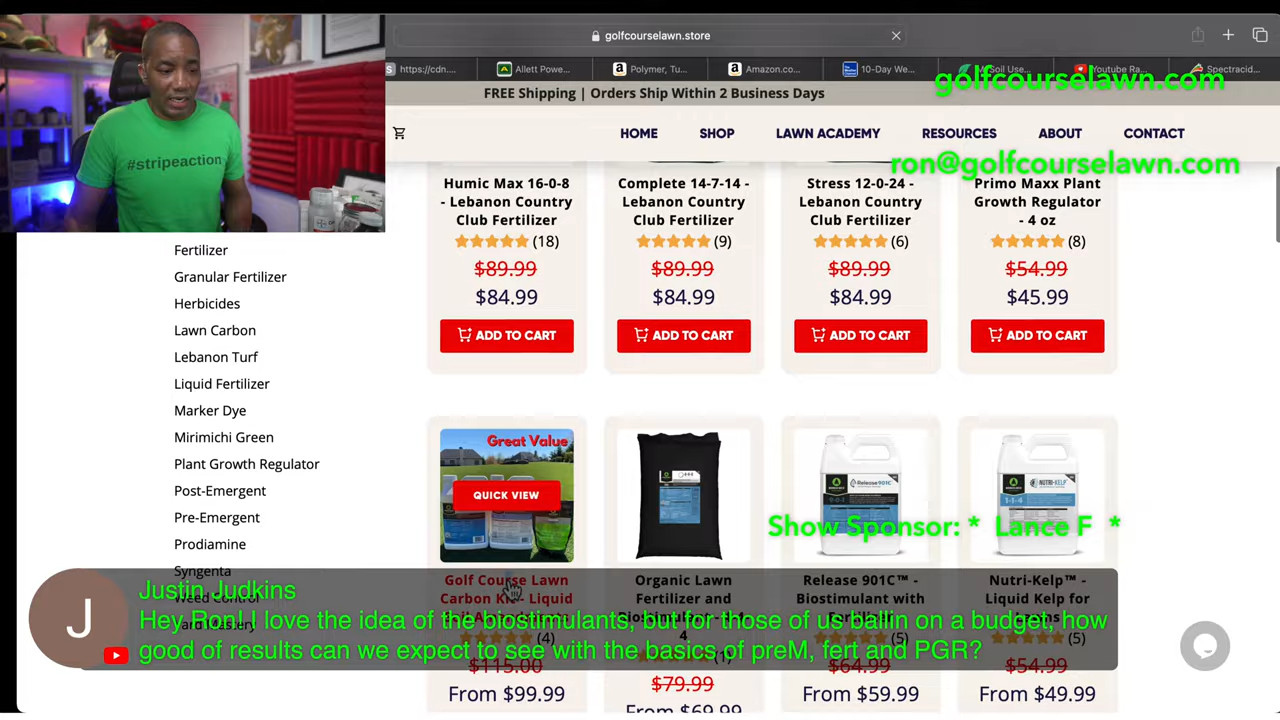 golfcourselawn.store
https://cdn....
Allett Powe...
Polymer, Tu...
Amazon.co...
10-Day We...
Soil Use...
Youtube Ra...
Spectracid...
golfcourselawn.com
FREE Shipping | Orders Ship Within 2 Business Days
HOME
SHOP
LAWN ACADEMY
RESOURCES
ABOUT
CONTACT
ron@golfcourselawn.com
#stripeaction
Fertilizer
Granular Fertilizer
Herbicides
Lawn Carbon
Lebanon Turf
Liquid Fertilizer
Marker Dye
Mirimichi Green
Plant Growth Regulator
Post-Emergent
Pre-Emergent
Prodiamine
Syngenta
Humic Max 16-0-8
- Lebanon Country
Club Fertilizer
(18)
$89.99
$84.99
ADD TO CART
Complete 14-7-14 -
Lebanon Country
Club Fertilizer
(9)
$89.99
$84.99
ADD TO CART
Stress 12-0-24 -
Lebanon Country
Club Fertilizer
(6)
$89.99
$84.99
ADD TO CART
Primo Maxx Plant
Growth Regulator
- 4 oz
(8)
$54.99
$45.99
ADD TO CART
Great Value
QUICK VIEW
Golf Course Lawn
Carbon Kit - Liquid
(4)
$115.00
From $99.99
Organic Lawn
Fertilizer and
4
(1)
$79.99
From $69.99
Release 901C
Release 901C™ -
Biostimulant with
(5)
$64.99
From $59.99
NUTRI-KELP
Nutri-Kelp™ -
Liquid Kelp for
(5)
$54.99
From $49.99
Show Sponsor: * Lance F *
J
Justin Judkins
Hey Ron! I love the idea of the biostimulants, but for those of us ballin on a budget, how
good of results can we expect to see with the basics of preM, fert and PGR?